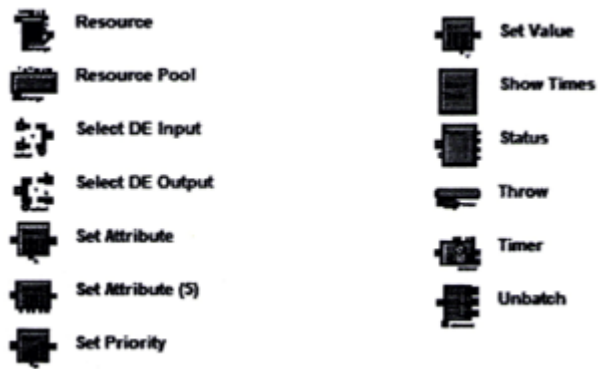 Resource
Resource Pool
Select DE Input
Select DE Output
Set Attribute
Set Attribute (5)
Set Priority
Set Value
Show Times
Status
Throw
Timer
Unbatch